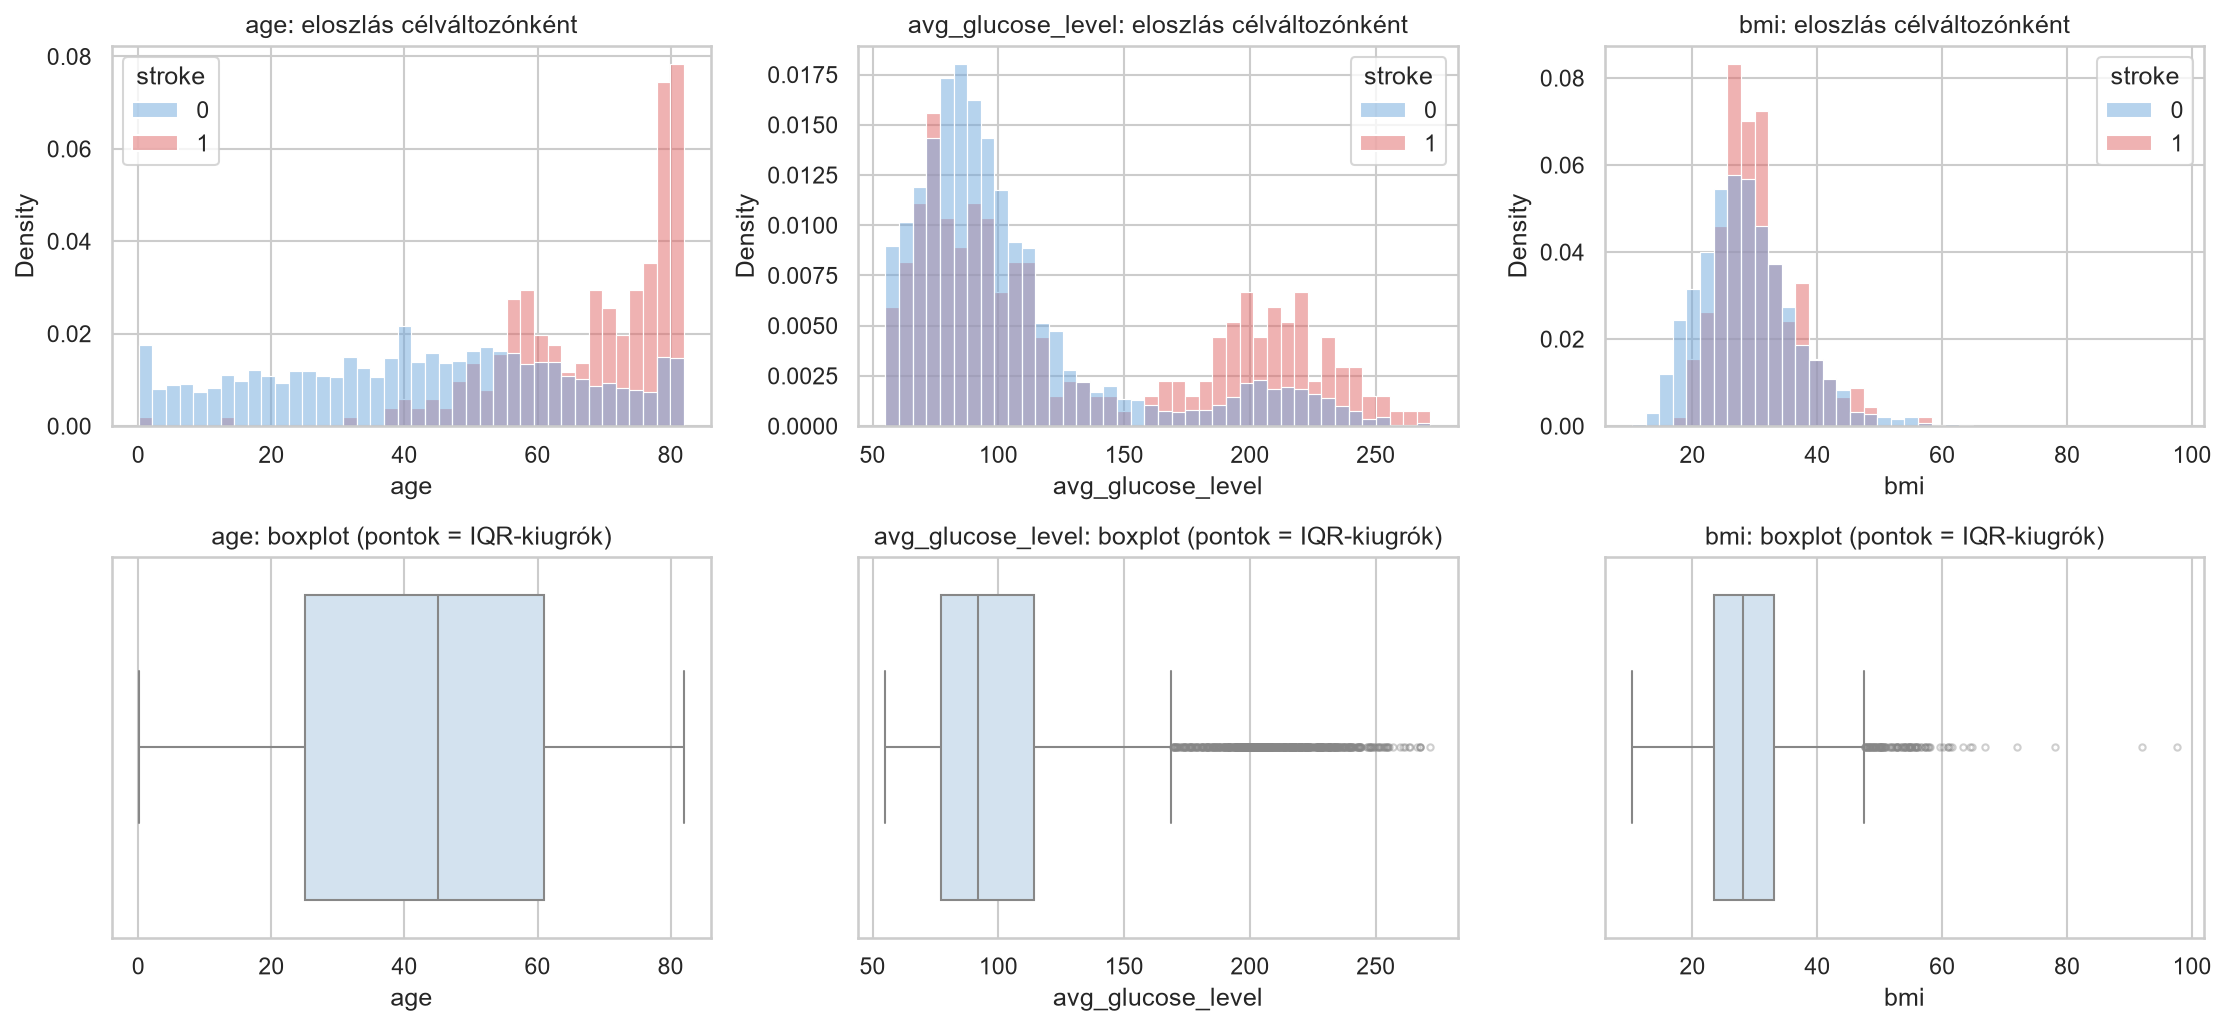 age: eloszlás célváltozónként
stroke
0
1
Density
0.08
0.06
0.04
0.02
0.00
0 20 40 60 80
age
avg_glucose_level: eloszlás célváltozónként
stroke
0
1
Density
0.0175
0.0150
0.0125
0.0100
0.0075
0.0050
0.0025
0.0000
50 100 150 200 250
avg_glucose_level
bmi: eloszlás célváltozónként
stroke
0
1
Density
0.08
0.06
0.04
0.02
0.00
20 40 60 80 100
bmi
age: boxplot (pontok = IQR-kiugrók)
0 20 40 60 80
age
avg_glucose_level: boxplot (pontok = IQR-kiugrók)
50 100 150 200 250
avg_glucose_level
bmi: boxplot (pontok = IQR-kiugrók)
20 40 60 80 100
bmi